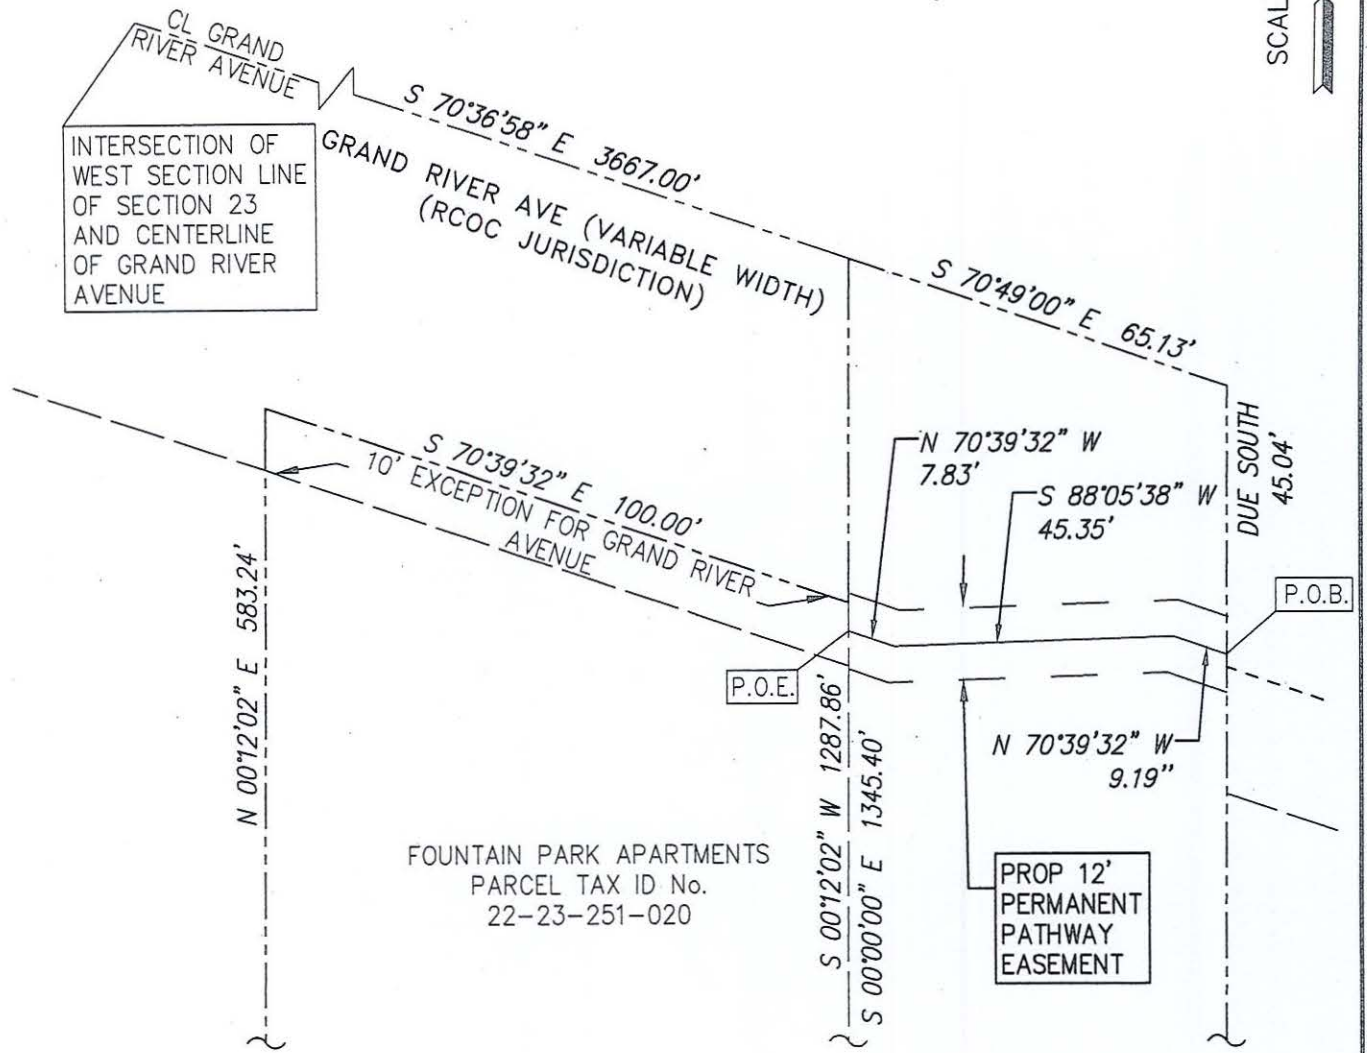 SCAL
CL GRAND
RIVER AVENUE
S 70°36'58" E 3667.00'
INTERSECTION OF
WEST SECTION LINE
OF SECTION 23
AND CENTERLINE
OF GRAND RIVER
AVENUE
GRAND RIVER AVE (VARIABLE WIDTH)
(RCOC JURISDICTION)
S 70°49'00" E 65.13'
DUE SOUTH
45.04'
N 70°39'32" W
7.83'
S 88°05'38" W
45.35'
S 70°39'32" E 100.00'
10' EXCEPTION FOR GRAND RIVER
AVENUE
P.O.B.
P.O.E.
N 00°12'02" E 583.24'
S 00°12'02" W 1287.86'
S 00°00'00" E 1345.40'
N 70°39'32" W
9.19"
FOUNTAIN PARK APARTMENTS
PARCEL TAX ID No.
22-23-251-020
PROP 12'
PERMANENT
PATHWAY
EASEMENT